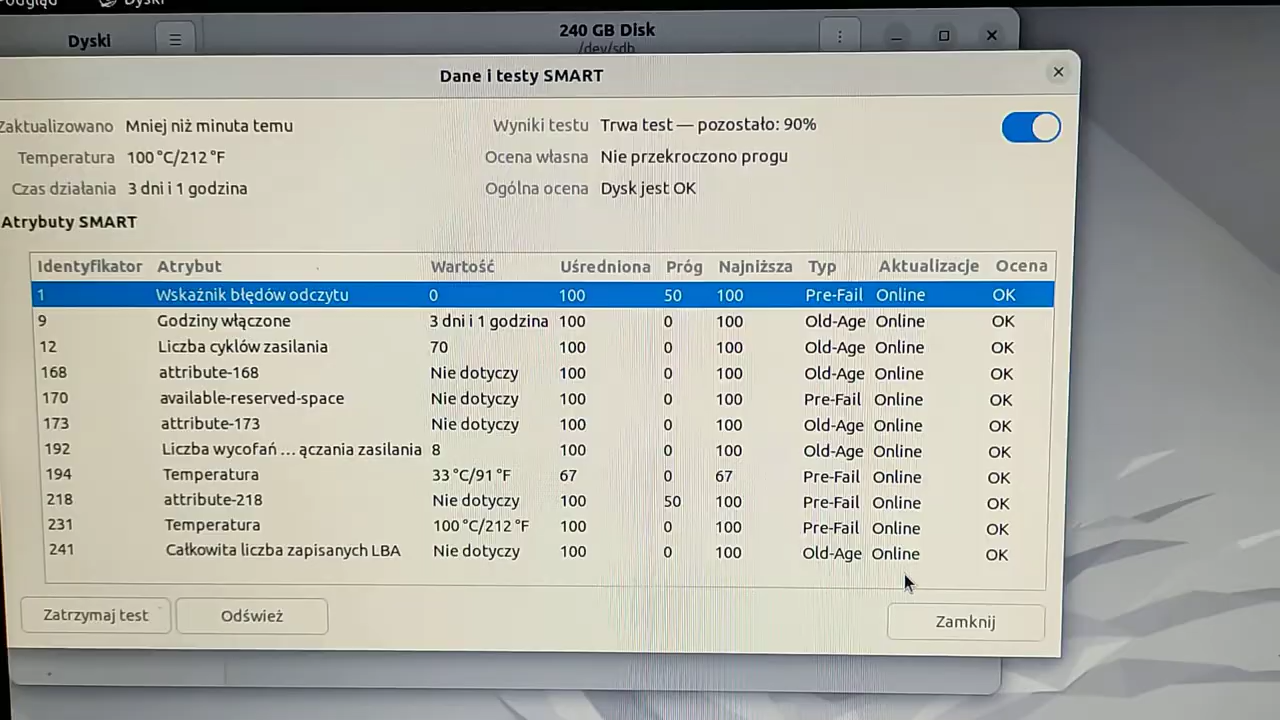 Podgląd Dyski
Dyski
240 GB Disk
/dev/sdb
Dane i testy SMART
Zaktualizowano Mniej niż minuta temu
Wyniki testu Trwa test — pozostało: 90%
Temperatura 100 °C/212 °F
Ocena własna Nie przekroczono progu
Czas działania 3 dni i 1 godzina
Ogólna ocena Dysk jest OK
Atrybuty SMART
Identyfikator Atrybut Wartość Uśredniona Próg Najniższa Typ Aktualizacje Ocena
1 Wskaźnik błędów odczytu 0 100 50 100 Pre-Fail Online OK
9 Godziny włączone 3 dni i 1 godzina 100 0 100 Old-Age Online OK
12 Liczba cyklów zasilania 70 100 0 100 Old-Age Online OK
168 attribute-168 Nie dotyczy 100 0 100 Old-Age Online OK
170 available-reserved-space Nie dotyczy 100 0 100 Pre-Fail Online OK
173 attribute-173 Nie dotyczy 100 0 100 Old-Age Online OK
192 Liczba wycofań … ączania zasilania 8 100 0 100 Old-Age Online OK
194 Temperatura 33 °C/91 °F 67 0 67 Pre-Fail Online OK
218 attribute-218 Nie dotyczy 100 50 100 Pre-Fail Online OK
231 Temperatura 100 °C/212 °F 100 0 100 Pre-Fail Online OK
241 Całkowita liczba zapisanych LBA Nie dotyczy 100 0 100 Old-Age Online OK
Zatrzymaj test Odśwież Zamknij